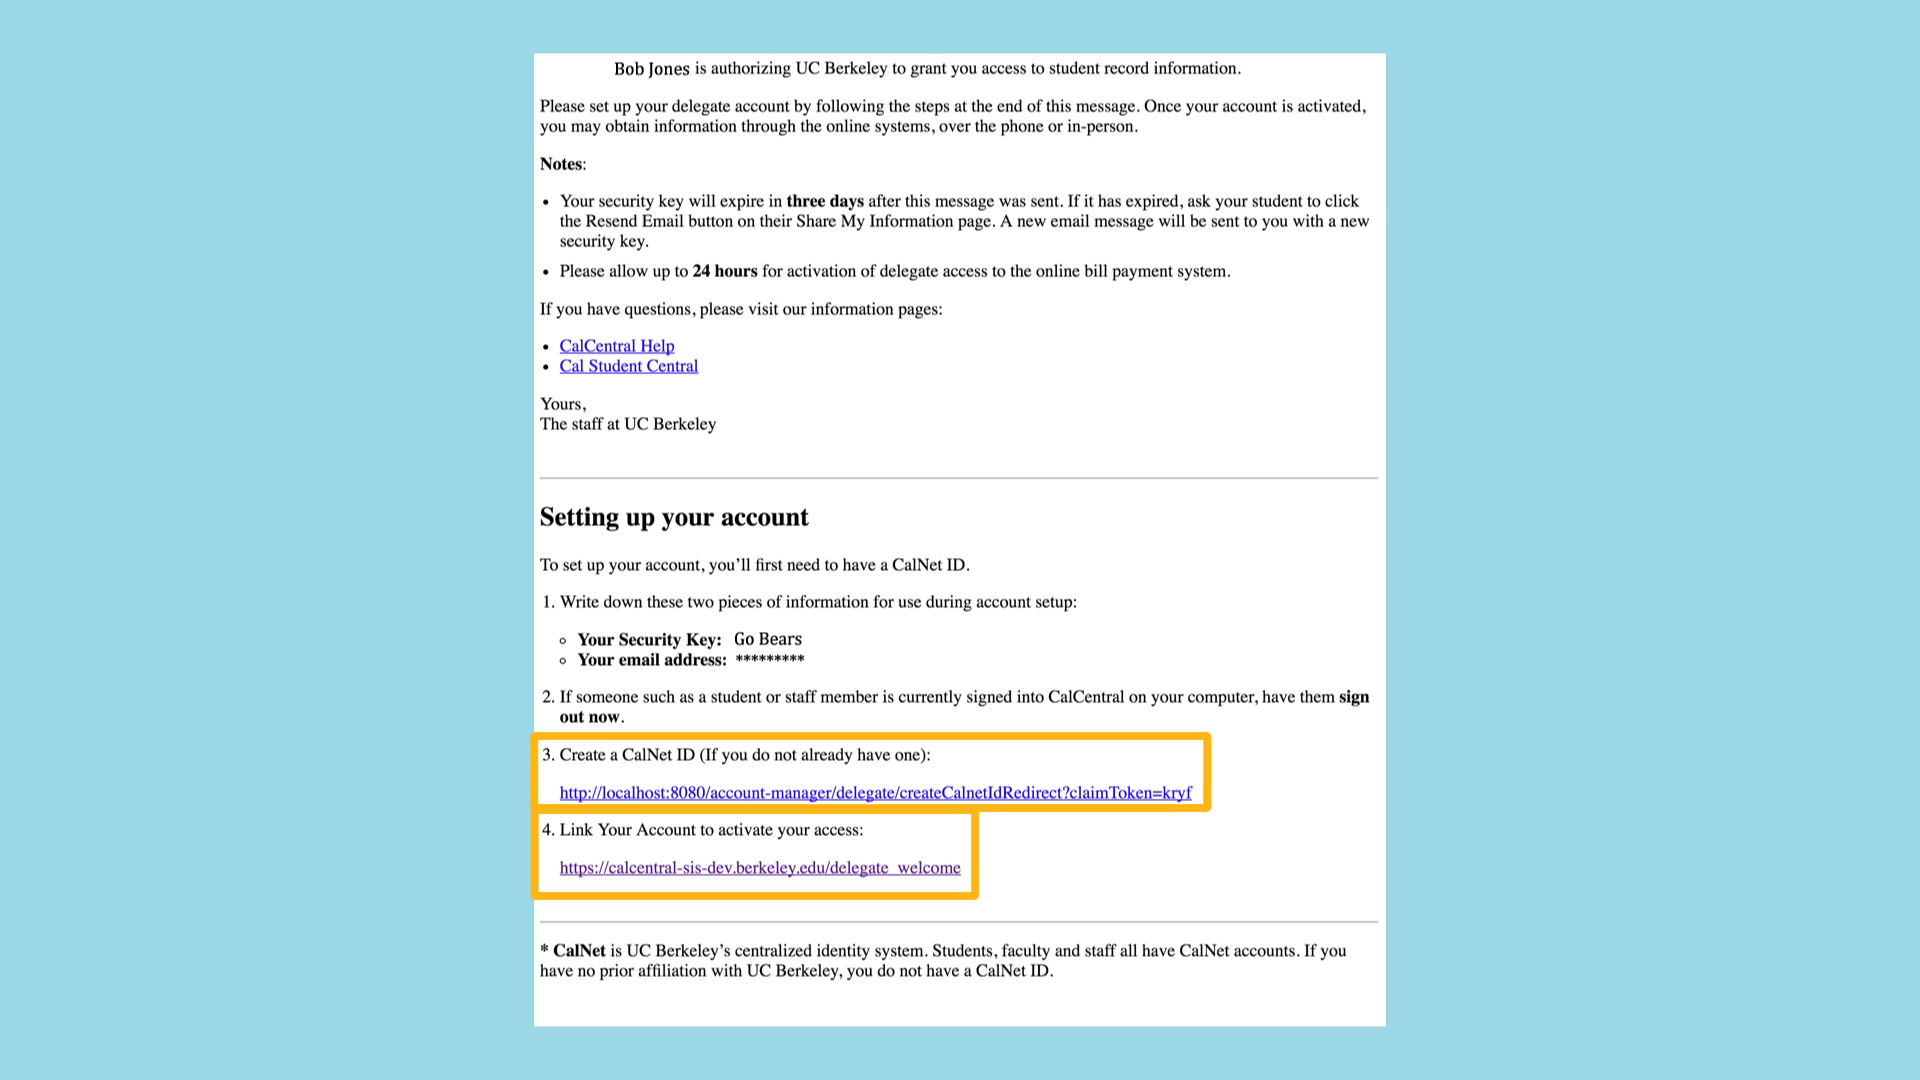 Bob Jones is authorizing UC Berkeley to grant you access to student record information.
Please set up your delegate account by following the steps at the end of this message. Once your account is activated,
you may obtain information through the online systems, over the phone or in-person.
Notes:
• Your security key will expire in three days after this message was sent. If it has expired, ask your student to click
the Resend Email button on their Share My Information page. A new email message will be sent to you with a new
security key.
• Please allow up to 24 hours for activation of delegate access to the online bill payment system.
If you have questions, please visit our information pages:
• CalCentral Help
• Cal Student Central
Yours,
The staff at UC Berkeley
Setting up your account
To set up your account, you’ll first need to have a CalNet ID.
1. Write down these two pieces of information for use during account setup:
◦ Your Security Key: Go Bears
◦ Your email address: *********
2. If someone such as a student or staff member is currently signed into CalCentral on your computer, have them sign
out now.
3. Create a CalNet ID (If you do not already have one):
http://localhost:8080/account-manager/delegate/createCalnetIdRedirect?claimToken=kryf
4. Link Your Account to activate your access:
https://calcentral-sis-dev.berkeley.edu/delegate_welcome
* CalNet is UC Berkeley’s centralized identity system. Students, faculty and staff all have CalNet accounts. If you
have no prior affiliation with UC Berkeley, you do not have a CalNet ID.